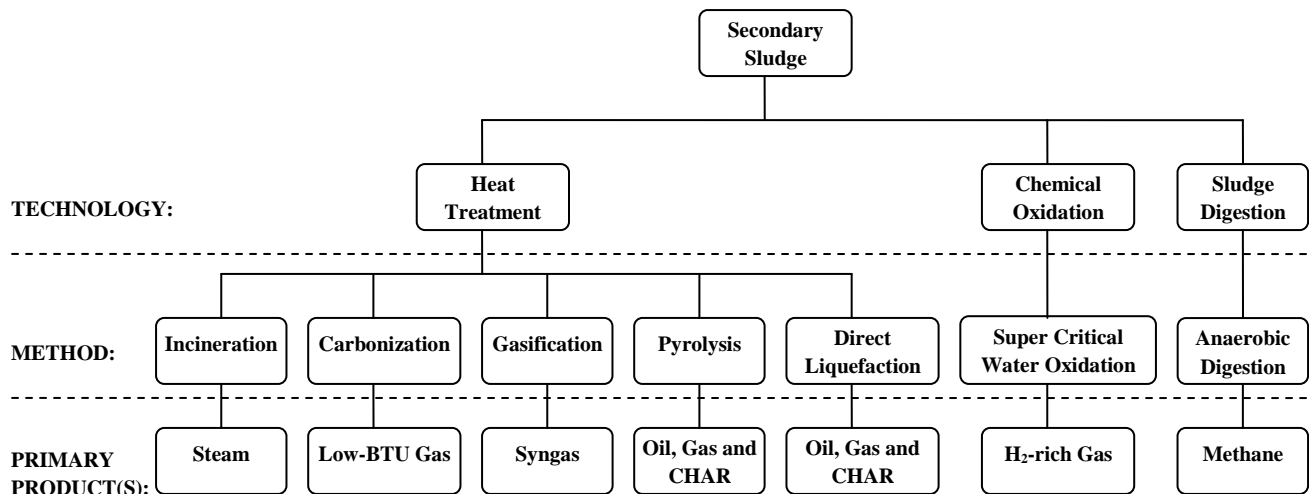 Secondary
Sludge
TECHNOLOGY:
Heat
Treatment
Chemical
Oxidation
Sludge
Digestion
METHOD:
Incineration
Carbonization
Gasification
Pyrolysis
Direct
Liquefaction
Super Critical
Water Oxidation
Anaerobic
Digestion
PRIMARY
PRODUCT(S):
Steam
Low-BTU Gas
Syngas
Oil, Gas and
CHAR
Oil, Gas and
CHAR
H₂-rich Gas
Methane